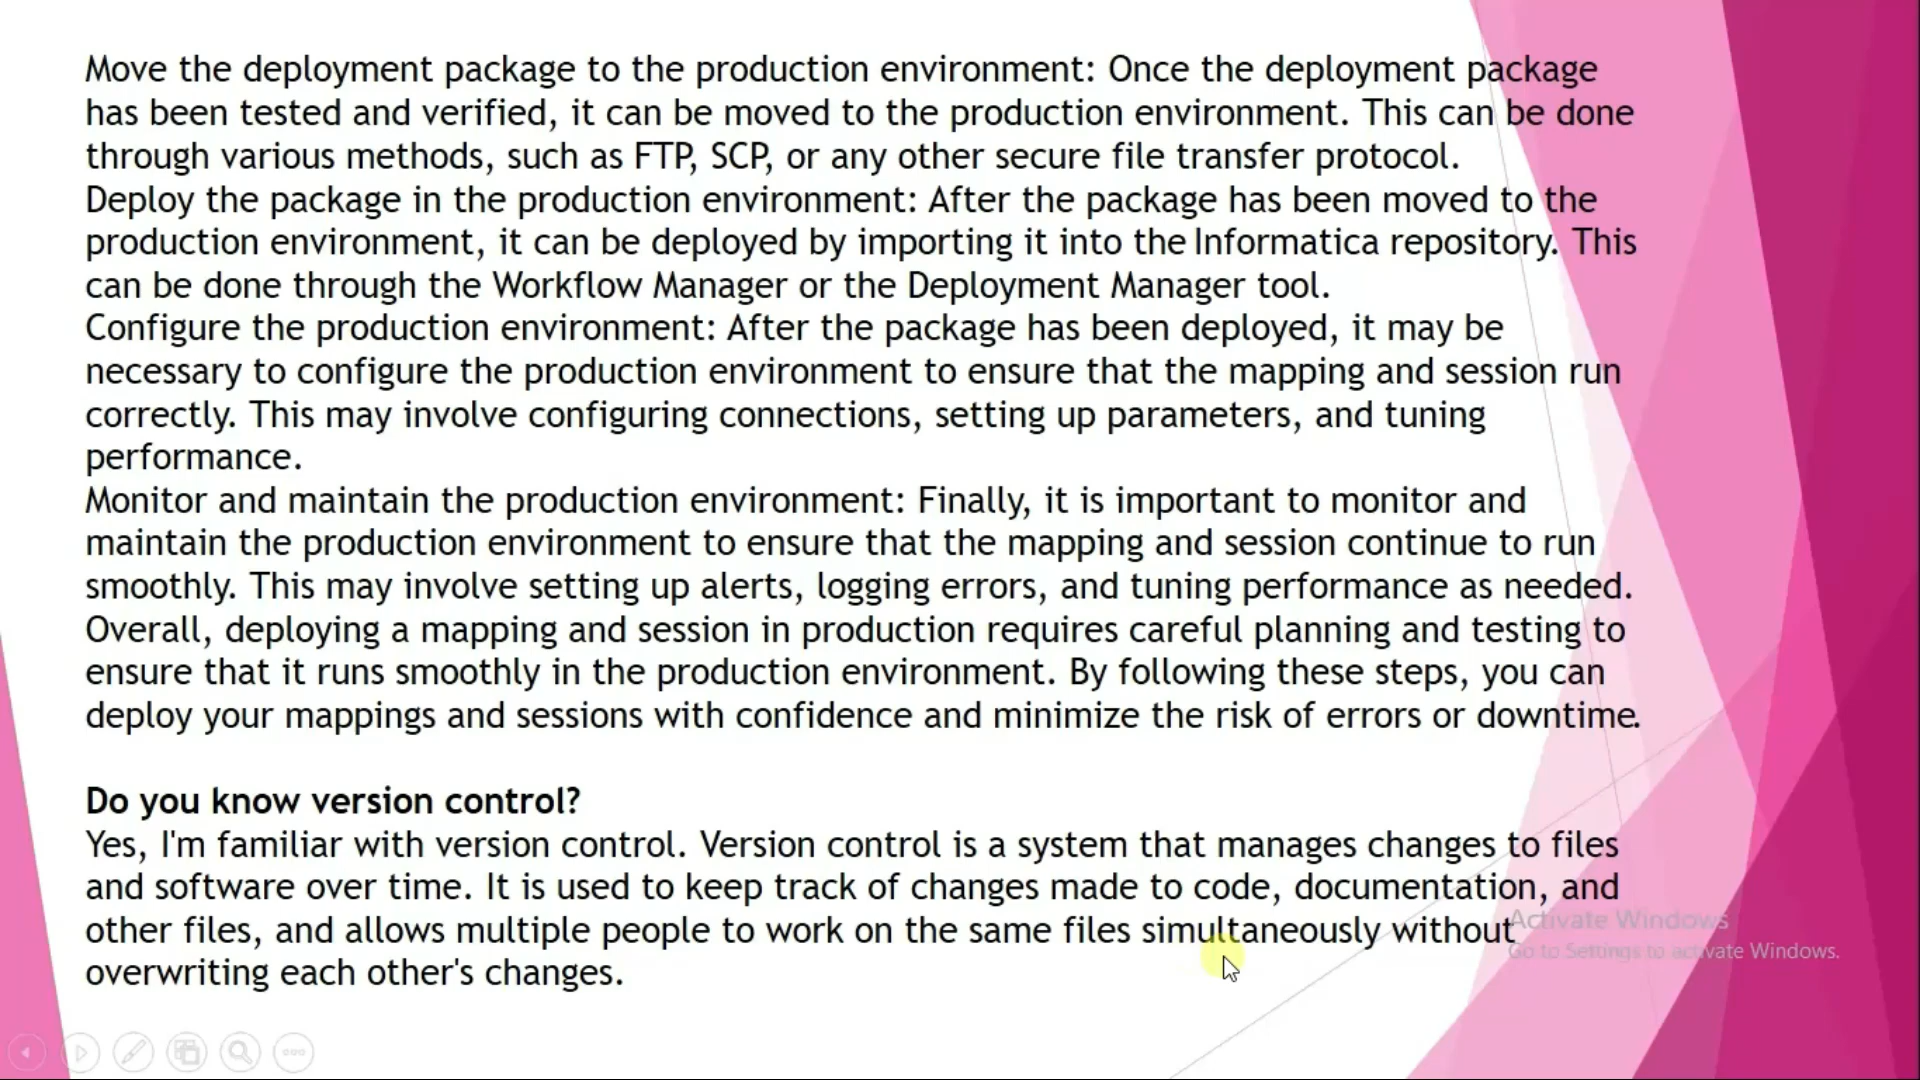 Move the deployment package to the production environment: Once the deployment package
has been tested and verified, it can be moved to the production environment. This can be done
through various methods, such as FTP, SCP, or any other secure file transfer protocol.
Deploy the package in the production environment: After the package has been moved to the
production environment, it can be deployed by importing it into the Informatica repository. This
can be done through the Workflow Manager or the Deployment Manager tool.
Configure the production environment: After the package has been deployed, it may be
necessary to configure the production environment to ensure that the mapping and session run
correctly. This may involve configuring connections, setting up parameters, and tuning
performance.
Monitor and maintain the production environment: Finally, it is important to monitor and
maintain the production environment to ensure that the mapping and session continue to run
smoothly. This may involve setting up alerts, logging errors, and tuning performance as needed.
Overall, deploying a mapping and session in production requires careful planning and testing to
ensure that it runs smoothly in the production environment. By following these steps, you can
deploy your mappings and sessions with confidence and minimize the risk of errors or downtime.
Do you know version control?
Yes, I'm familiar with version control. Version control is a system that manages changes to files
and software over time. It is used to keep track of changes made to code, documentation, and
other files, and allows multiple people to work on the same files simultaneously without
overwriting each other's changes.
Activate Windows
Go to Settings to activate Windows.